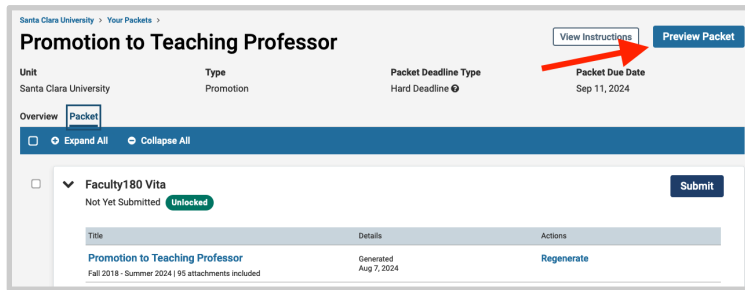 Santa Clara University > Your Packets >
Promotion to Teaching Professor
View Instructions
Preview Packet
Unit
Type
Packet Deadline Type
Packet Due Date
Santa Clara University
Promotion
Hard Deadline
Sep 11, 2024
Overview Packet
Expand All Collapse All
Faculty180 Vita
Submit
Not Yet Submitted Unlocked
Title Details Actions
Promotion to Teaching Professor
Generated
Regenerate
Fall 2018 - Summer 2024 | 95 attachments included
Aug 7, 2024